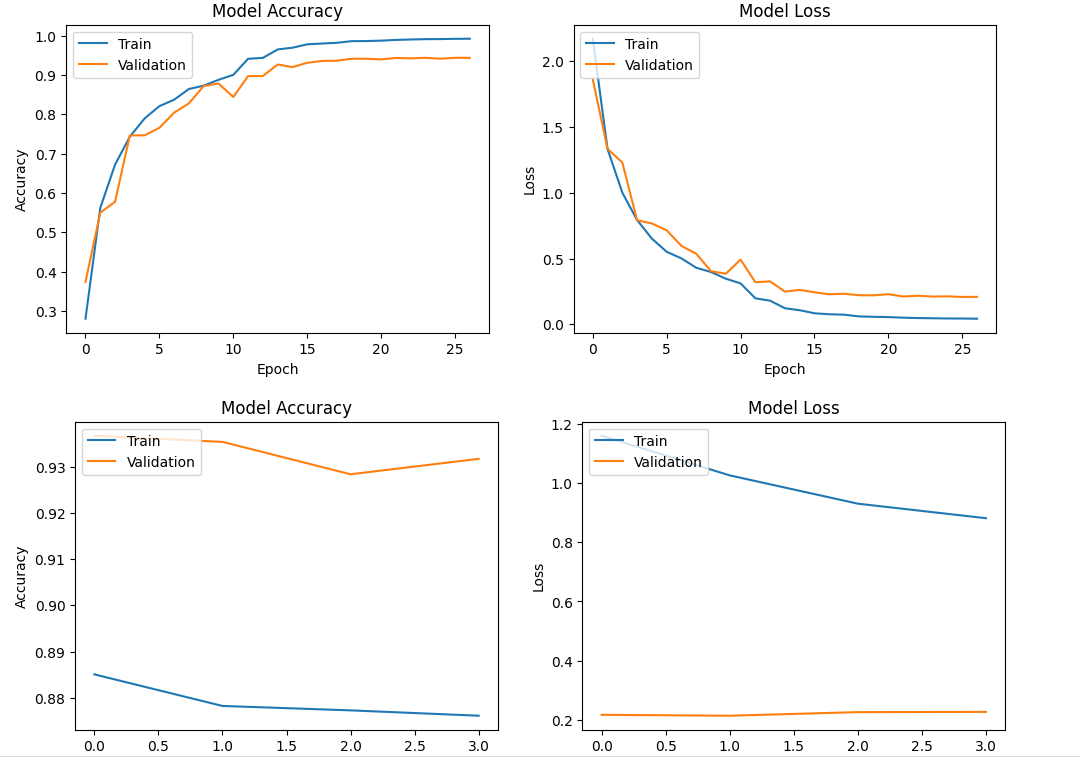 Model Accuracy
Accuracy
1.0
0.9
0.8
0.7
0.6
0.5
0.4
0.3
Train
Validation
0 5 10 15 20 25
Epoch
Model Loss
Loss
2.0
1.5
1.0
0.5
0.0
Train
Validation
0 5 10 15 20 25
Epoch
Model Accuracy
Accuracy
0.93
0.92
0.91
0.90
0.89
0.88
Train
Validation
0.0 0.5 1.0 1.5 2.0 2.5 3.0
Model Loss
Loss
1.2
1.0
0.8
0.6
0.4
0.2
Train
Validation
0.0 0.5 1.0 1.5 2.0 2.5 3.0